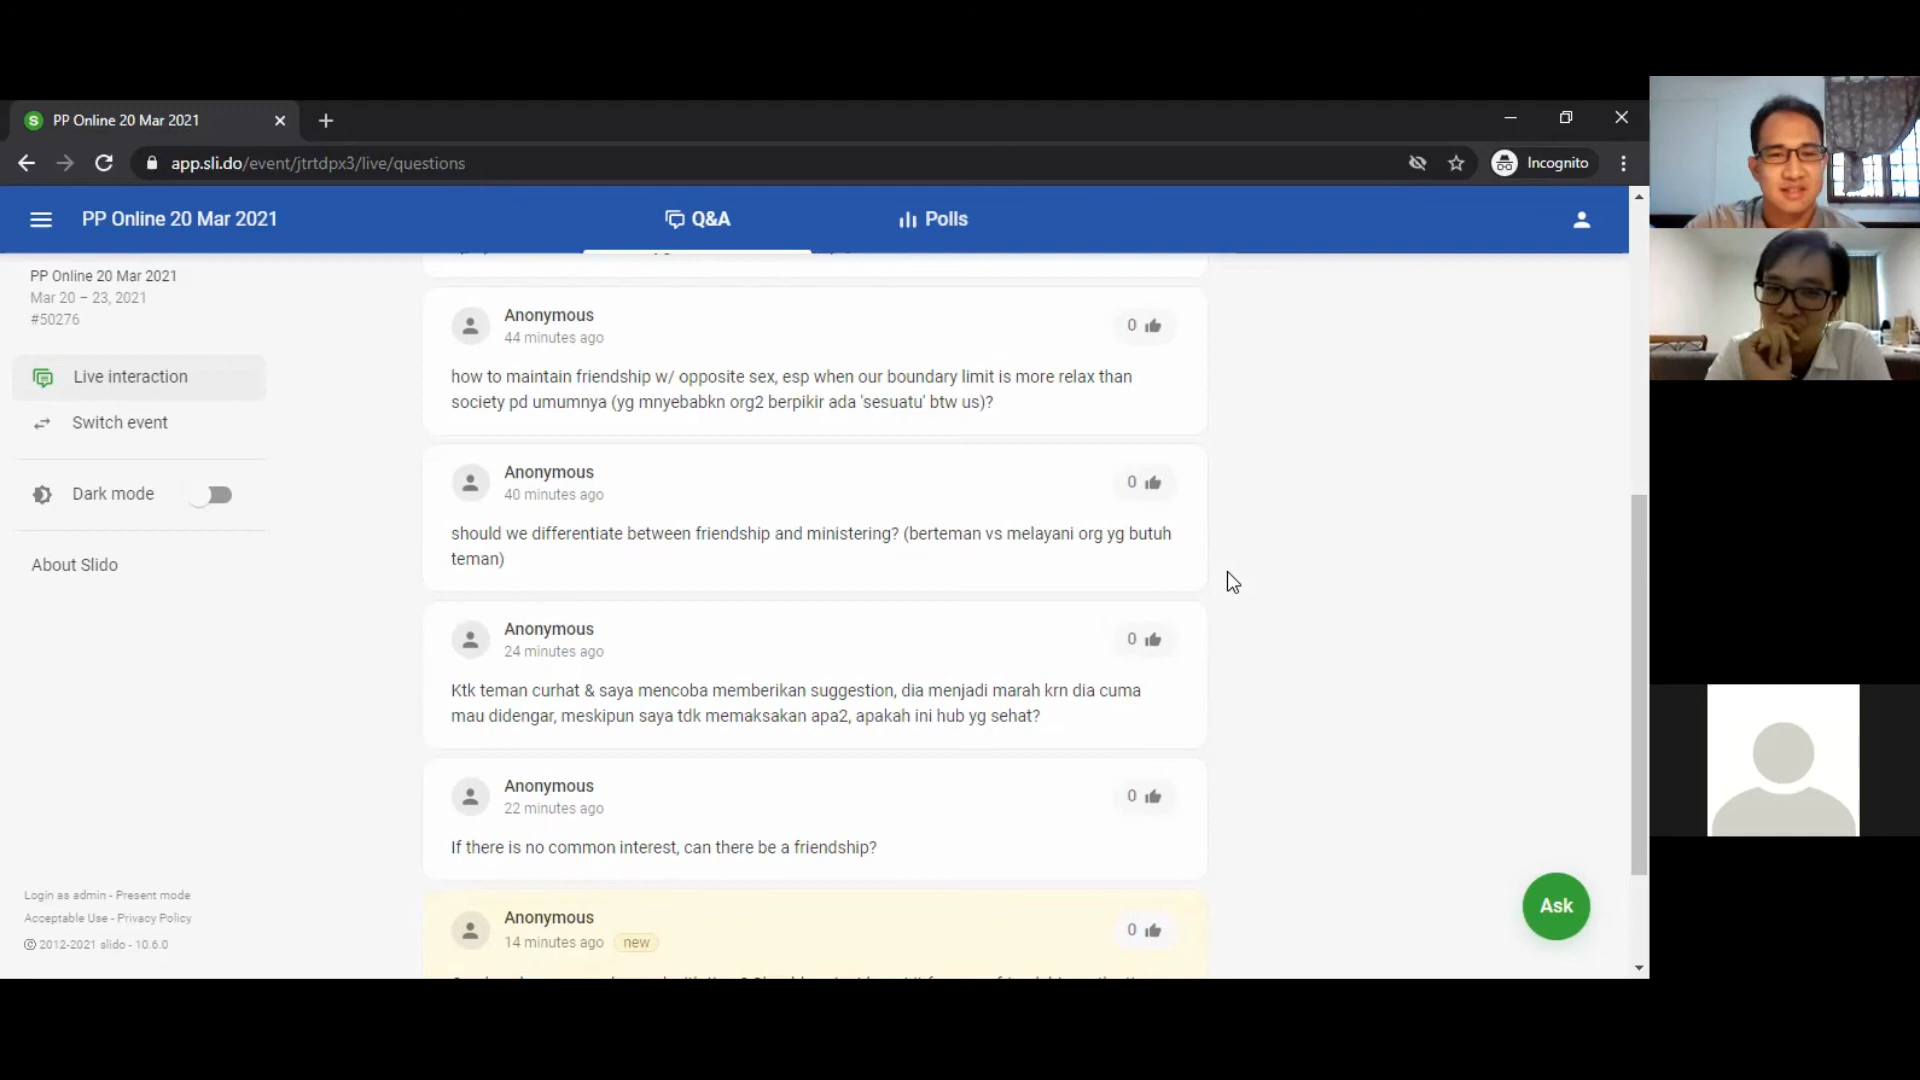 PP Online 20 Mar 2021
app.sli.do/event/jtrtdpx3/live/questions
Incognito
PP Online 20 Mar 2021
Q&A
Polls
PP Online 20 Mar 2021
Mar 20 – 23, 2021
#50276
Live interaction
Switch event
Dark mode
About Slido
Login as admin - Present mode
Acceptable Use - Privacy Policy
© 2012-2021 slido - 10.6.0
Anonymous
44 minutes ago
0
how to maintain friendship w/ opposite sex, esp when our boundary limit is more relax than
society pd umumnya (yg mnyebabkn org2 berpikir ada 'sesuatu' btw us)?
Anonymous
40 minutes ago
0
should we differentiate between friendship and ministering? (berteman vs melayani org yg butuh
teman)
Anonymous
24 minutes ago
0
Ktk teman curhat & saya mencoba memberikan suggestion, dia menjadi marah krn dia cuma
mau didengar, meskipun saya tdk memaksakan apa2, apakah ini hub yg sehat?
Anonymous
22 minutes ago
0
If there is no common interest, can there be a friendship?
Anonymous
14 minutes ago new
0
Ask